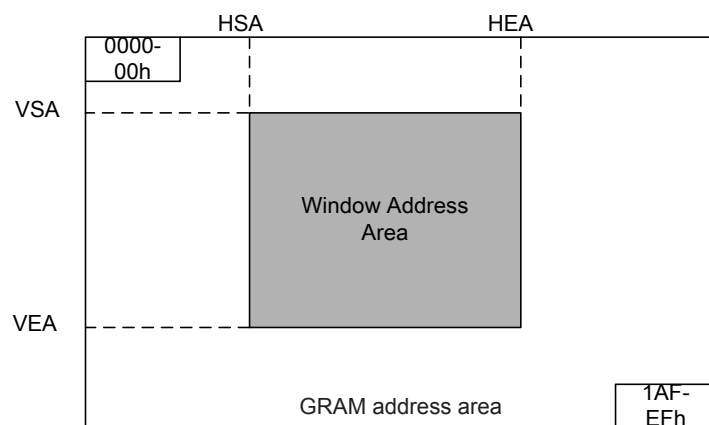 HSA
HEA
0000-
00h
VSA
Window Address
Area
VEA
1AF-
EFh
GRAM address area